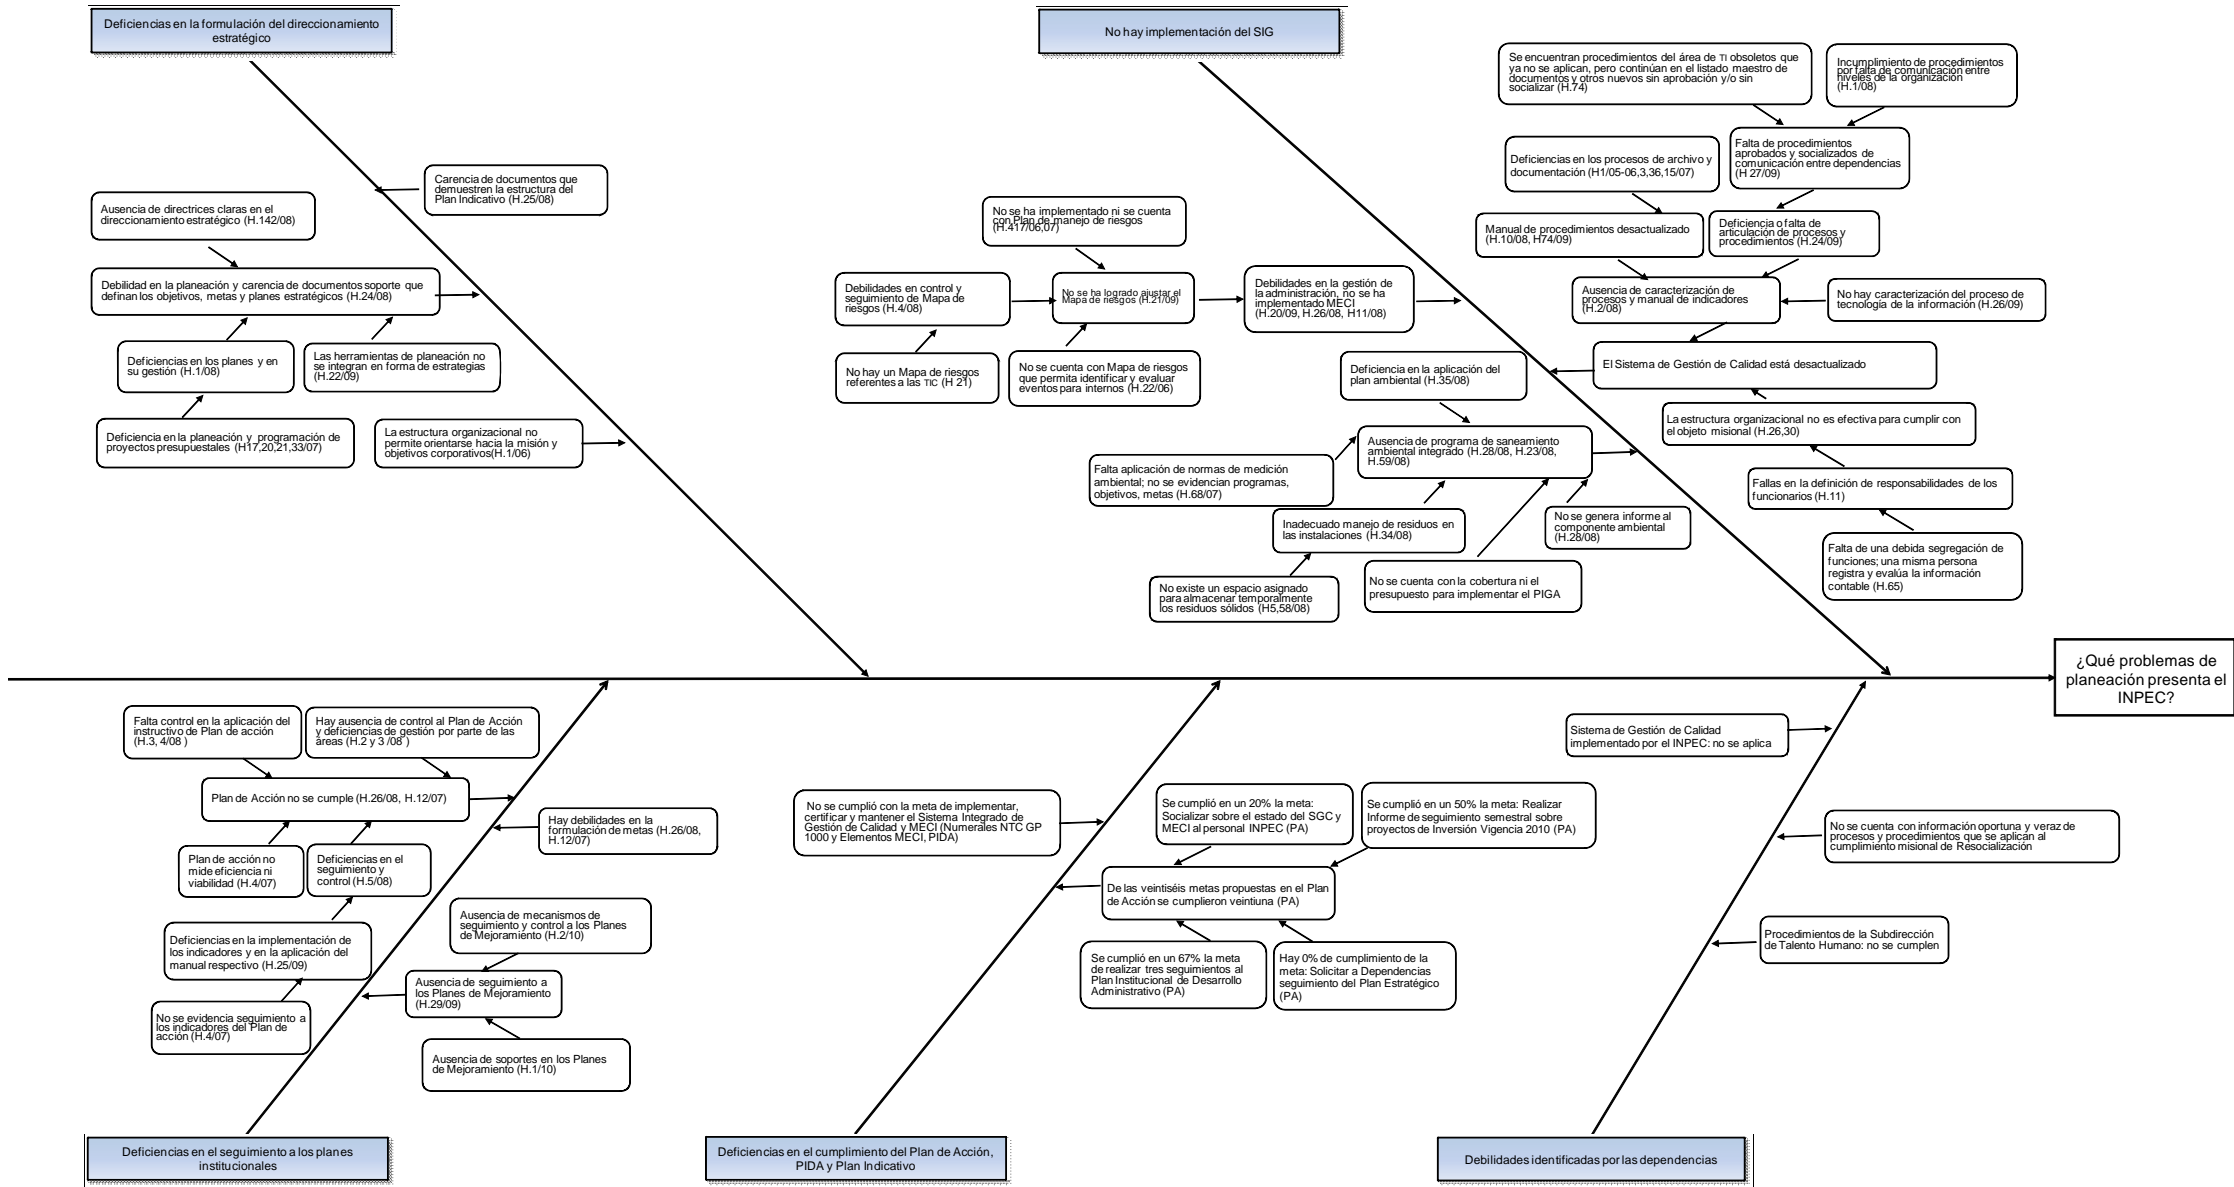 Deficiencias en la formulación del direccionamiento
estratégico
No hay implementación del SIG
Se encuentran procedimientos del área de TI obsoletos que
ya no se aplican, pero continúan en el listado maestro de
documentos y otros nuevos sin aprobación y/o sin
socializar (H.74)
Incumplimiento de procedimientos
por falta de comunicación entre
niveles de la organización
(H.1/08)
Deficiencias en los procesos de archivo y
documentación (H1/05-06,3,36,15/07)
Falta de procedimientos
aprobados y socializados de
comunicación entre dependencias
(H 27/09)
Carencia de documentos que
demuestren la estructura del
Plan Indicativo (H.25/08)
Ausencia de directrices claras en el
direccionamiento estratégico (H.142/08)
No se ha implementado ni se cuenta
con Plan de manejo de riesgos
(H.417/06,07)
Manual de procedimientos desactualizado
(H.10/08, H74/09)
Deficiencia o falta de
articulación de procesos y
procedimientos (H.24/09)
Debilidad en la planeación y carencia de documentos soporte que
definan los objetivos, metas y planes estratégicos (H.24/08)
Debilidades en control y
seguimiento de Mapa de
riesgos (H.4/08)
No se ha logrado ajustar el
Mapa de riesgos (H.21/09)
Debilidades en la gestión de
la administración, no se ha
implementado MECI
(H.20/09, H.26/08, H11/08)
Ausencia de caracterización de
procesos y manual de indicadores
(H.2/08)
No hay caracterización del proceso de
tecnología de la información (H.26/09)
Deficiencias en los planes y en
su gestión (H.1/08)
Las herramientas de planeación no
se integran en forma de estrategias
(H.22/09)
No hay un Mapa de riesgos
referentes a las TIC (H 21)
No se cuenta con Mapa de riesgos
que permita identificar y evaluar
eventos para internos (H.22/06)
Deficiencia en la aplicación del
plan ambiental (H.35/08)
El Sistema de Gestión de Calidad está desactualizado
Deficiencia en la planeación y programación de
proyectos presupuestales (H17,20,21,33/07)
La estructura organizacional no
permite orientarse hacia la misión y
objetivos corporativos(H.1/06)
La estructura organizacional no es efectiva para cumplir con
el objeto misional (H.26,30)
Ausencia de programa de saneamiento
ambiental integrado (H.28/08, H.23/08,
H.59/08)
Falta aplicación de normas de medición
ambiental; no se evidencian programas,
objetivos, metas (H.68/07)
Fallas en la definición de responsabilidades de los
funcionarios (H.11)
Inadecuado manejo de residuos en
las instalaciones (H.34/08)
No se genera informe al
componente ambiental
(H.28/08)
Falta de una debida segregación de
funciones; una misma persona
registra y evalúa la información
contable (H.65)
No existe un espacio asignado
para almacenar temporalmente
los residuos sólidos (H5,58/08)
No se cuenta con la cobertura ni el
presupuesto para implementar el PIGA
¿Qué problemas de
planeación presenta el
INPEC?
Falta control en la aplicación del
instructivo de Plan de acción
(H.3, 4/08 )
Hay ausencia de control al Plan de Acción
y deficiencias de gestión por parte de las
áreas (H.2 y 3 /08 )
Sistema de Gestión de Calidad
implementado por el INPEC: no se aplica
Plan de Acción no se cumple (H.26/08, H.12/07)
Hay debilidades en la
formulación de metas (H.26/08,
H.12/07)
No se cumplió con la meta de implementar,
certificar y mantener el Sistema Integrado de
Gestión de Calidad y MECI (Numerales NTC GP
1000 y Elementos MECI, PIDA)
Se cumplió en un 20% la meta:
Socializar sobre el estado del SGC y
MECI al personal INPEC (PA)
Se cumplió en un 50% la meta: Realizar
Informe de seguimiento semestral sobre
proyectos de Inversión Vigencia 2010 (PA)
No se cuenta con información oportuna y veraz de
procesos y procedimientos que se aplican al
cumplimiento misional de Resocialización
Plan de acción no
mide eficiencia ni
viabilidad (H.4/07)
Deficiencias en el
seguimiento y
control (H.5/08)
De las veintiséis metas propuestas en el Plan
de Acción se cumplieron veintiuna (PA)
Ausencia de mecanismos de
seguimiento y control a los Planes
de Mejoramiento (H.2/10)
Deficiencias en la implementación de
los indicadores y en la aplicación del
manual respectivo (H.25/09)
Procedimientos de la Subdirección
de Talento Humano: no se cumplen
Se cumplió en un 67% la meta
de realizar tres seguimientos al
Plan Institucional de Desarrollo
Administrativo (PA)
Hay 0% de cumplimiento de la
meta: Solicitar a Dependencias
seguimiento del Plan Estratégico
(PA)
Ausencia de seguimiento a
los Planes de Mejoramiento
(H.29/09)
No se evidencia seguimiento a
los indicadores del Plan de
acción (H.4/07)
Ausencia de soportes en los Planes
de Mejoramiento (H.1/10)
Deficiencias en el seguimiento a los planes
institucionales
Deficiencias en el cumplimiento del Plan de Acción,
PIDA y Plan Indicativo
Debilidades identificadas por las dependencias